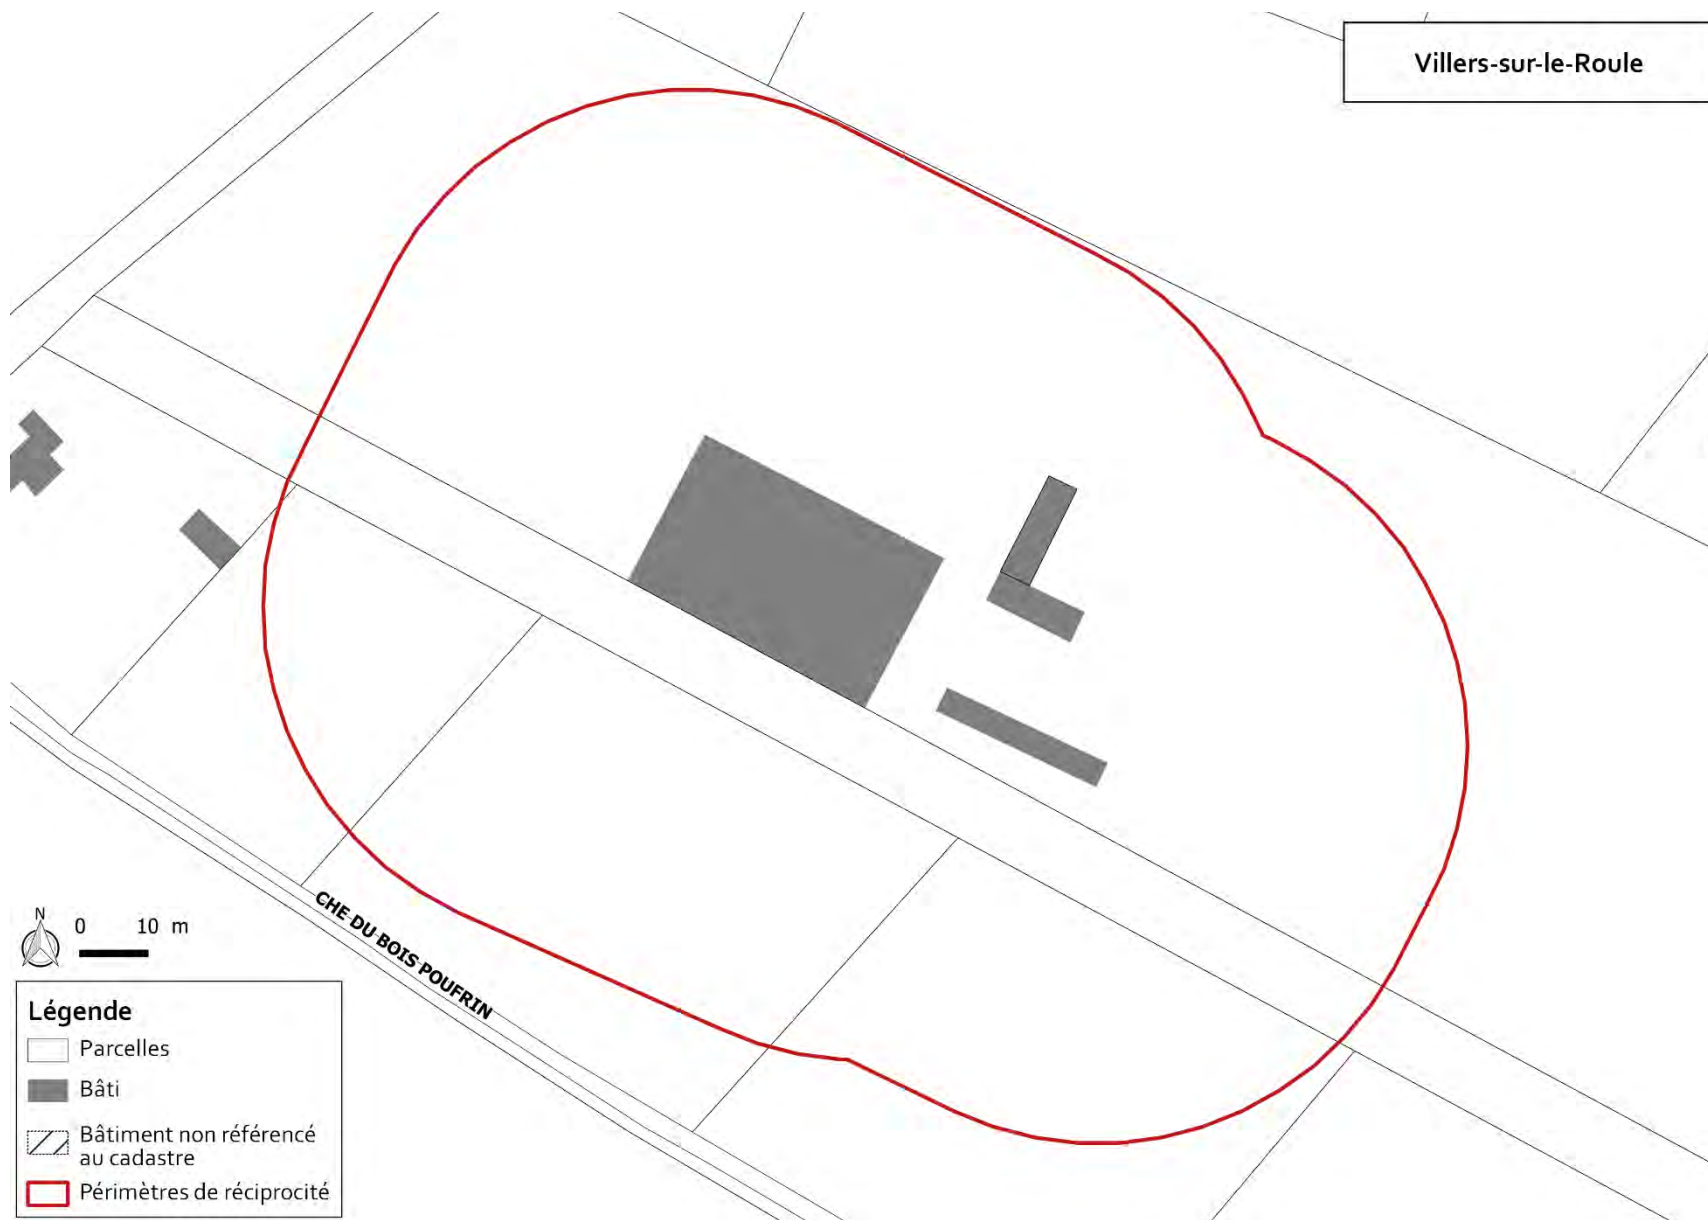 Villers-sur-le-Roule
CHE DU BOIS POUFRIN
N
0 10 m
Légende
Parcelles
Bâti
Bâtiment non référencé
au cadastre
Périmètres de réciprocité